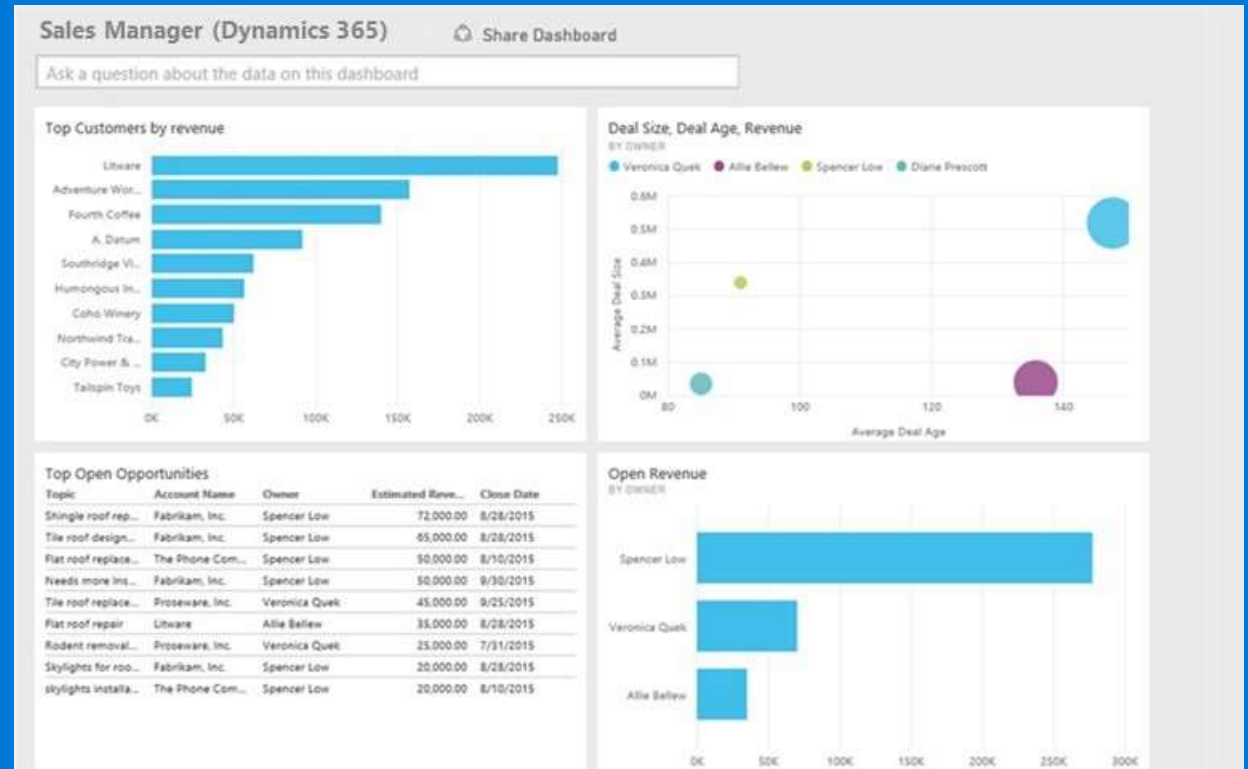 Sales Manager (Dynamics 365)
Share Dashboard
Ask a question about the data on this dashboard
Top Customers by revenue
Litware
Adventure Wor...
Fourth Coffee
A. Datum
Southridge Vi...
Humongous In...
Coho Winery
Northwind Tra...
City Power & ...
Tailspin Toys
0K 50K 100K 150K 200K 250K
Deal Size, Deal Age, Revenue
BY OWNER
Veronica Quek Allie Bellew Spencer Low Diane Prescott
0.6M
0.5M
0.4M
0.3M
0.2M
0.1M
0M
Average Deal Size
80 100 120 140
Average Deal Age
Top Open Opportunities
Topic Account Name Owner Estimated Reve... Close Date
Shingle roof rep... Fabrikam, Inc. Spencer Low 72,000.00 8/28/2015
Tile roof design... Fabrikam, Inc. Spencer Low 65,000.00 8/28/2015
Flat roof replace... The Phone Com... Spencer Low 50,000.00 8/10/2015
Needs more Ins... Fabrikam, Inc. Spencer Low 50,000.00 9/30/2015
Tile roof replace... Proseware, Inc. Veronica Quek 45,000.00 9/25/2015
Flat roof repair Litware Allie Bellew 35,000.00 8/28/2015
Rodent removal... Proseware, Inc. Veronica Quek 25,000.00 7/31/2015
Skylights for roo... Fabrikam, Inc. Spencer Low 20,000.00 8/28/2015
skylights installa... The Phone Com... Spencer Low 20,000.00 8/10/2015
Open Revenue
BY OWNER
Spencer Low
Veronica Quek
Allie Bellew
0K 50K 100K 150K 200K 250K 300K